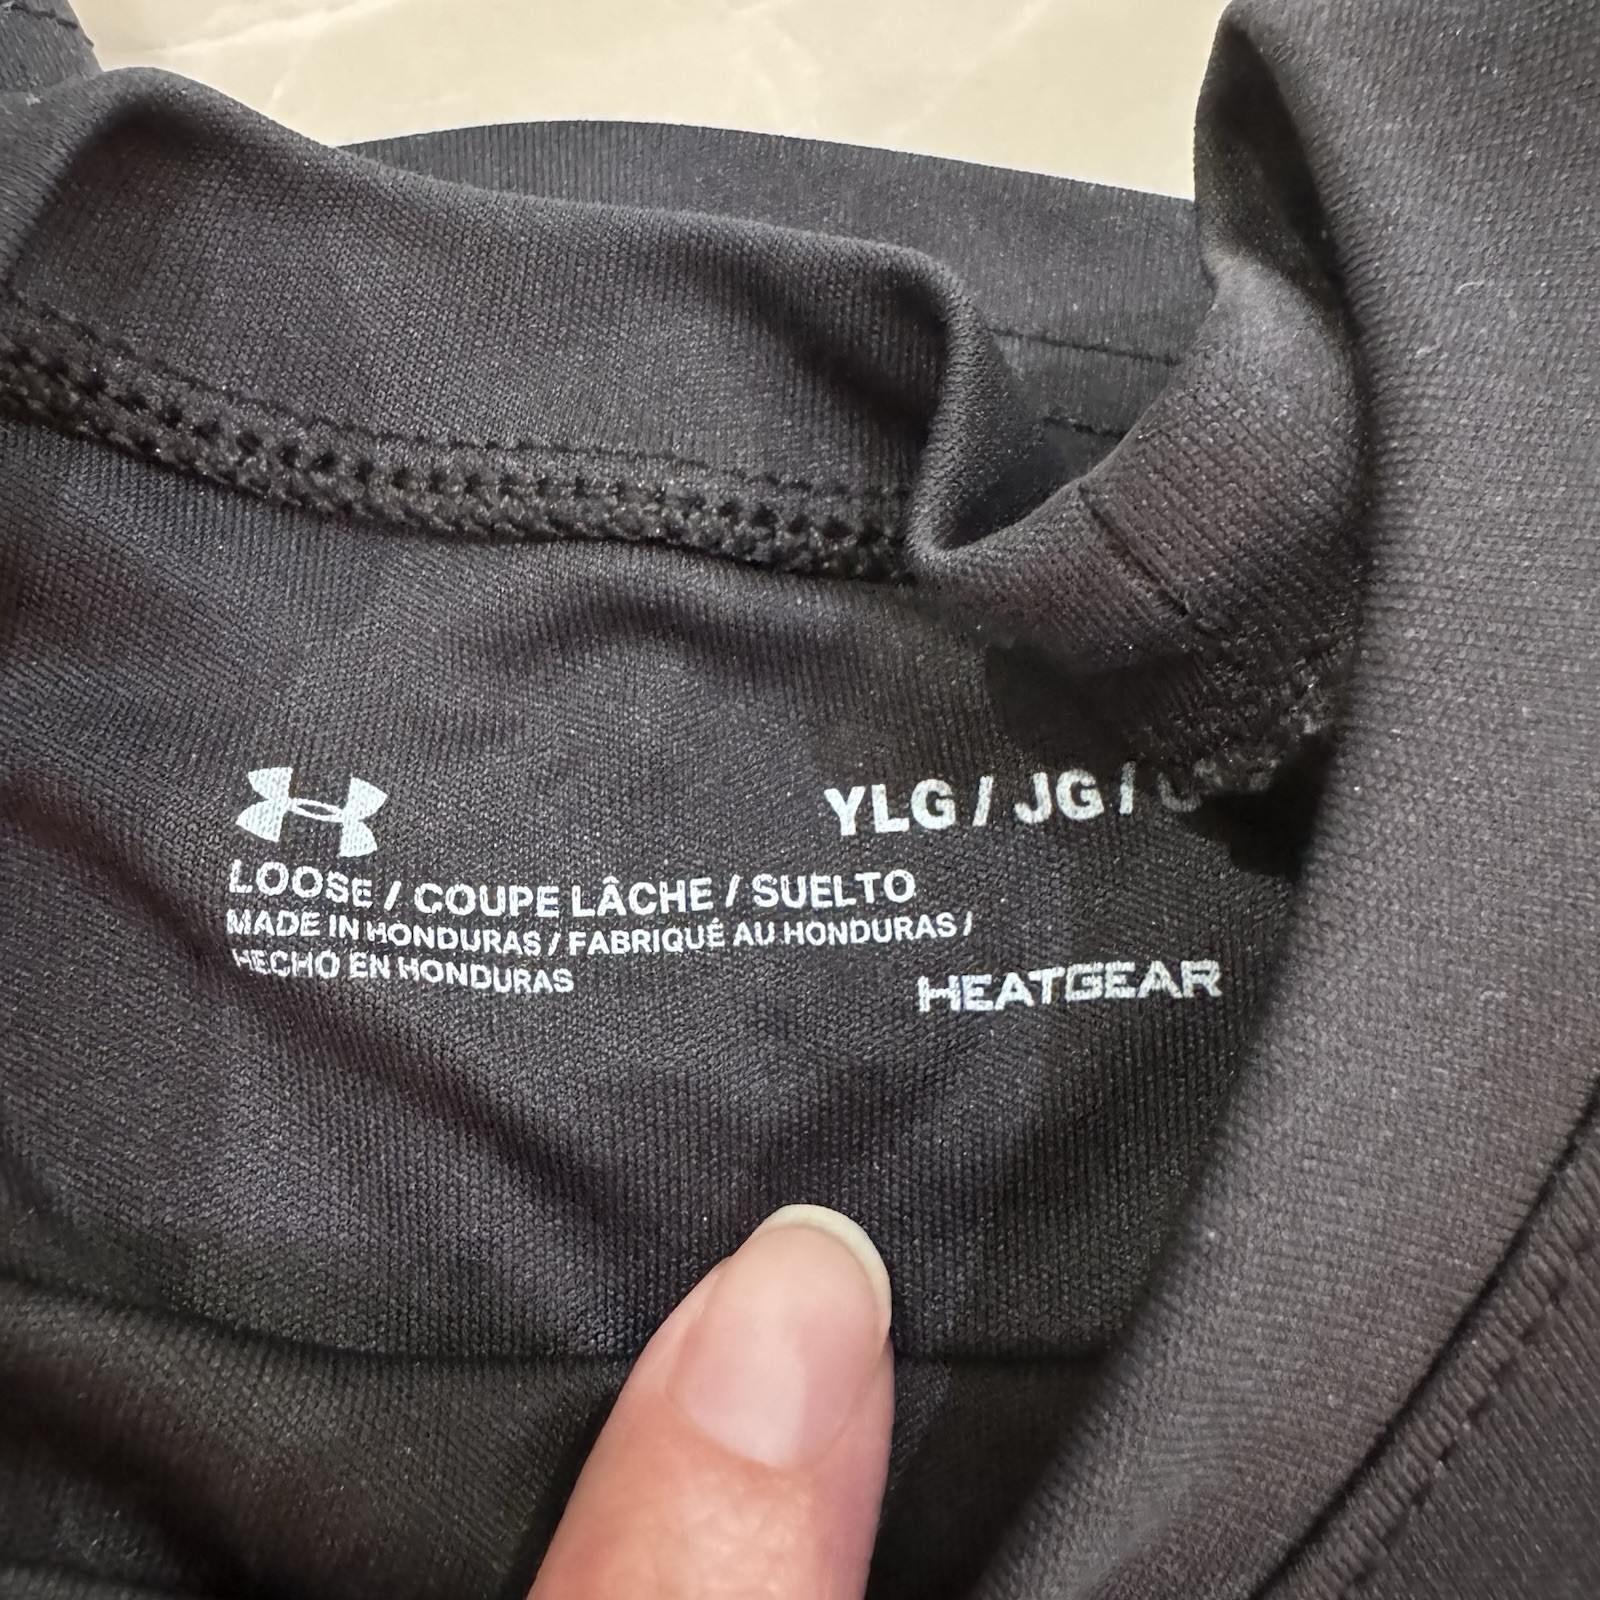 YLG / JG /
LOOSE / COUPE LÂCHE / SUELTO
MADE IN HONDURAS / FABRIQUÉ AU HONDURAS /
HECHO EN HONDURAS
HEATGEAR